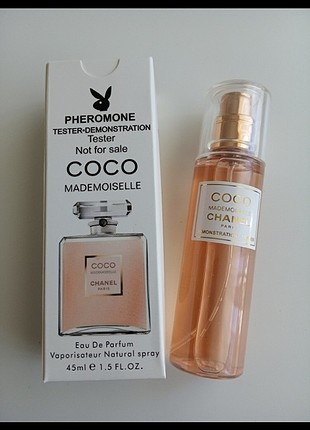 PHEROMONE
TESTER•DEMONSTRATION
Tester
Not for sale
COCO
MADEMOISELLE
COCO
MADEMOISELLE
CHANEL
PARIS
Eau De Parfum
Vaporisateur Natural spray
45ml ℮ 1.5 FL.OZ.
COCO
MADEMOISE
CHANEL
PARIS
MONSTRATION